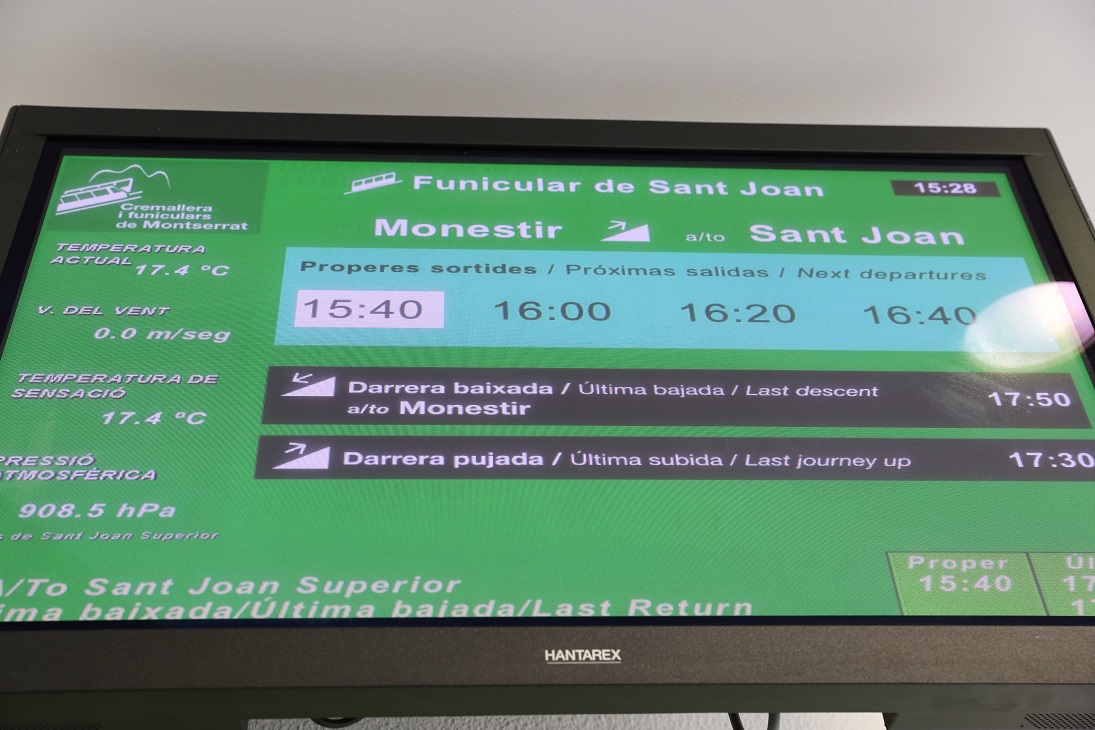 Cremallera
i funiculars
de Montserrat
Funicular de Sant Joan
15:28
Monestir a/to Sant Joan
TEMPERATURA
ACTUAL
17.4 ºC
V. DEL VENT
0.0 m/seg
TEMPERATURA DE
SENSACIÓ
17.4 ºC
PRESSIÓ
ATMOSFÈRICA
908.5 hPa
de Sant Joan Superior
Properes sortides / Próximas salidas / Next departures
15:40 16:00 16:20 16:40
Darrera baixada / Última bajada / Last descent
a/to Monestir
17:50
Darrera pujada / Última subida / Last journey up 17:30
A/To Sant Joan Superior
baixada/Última bajada/Last Return
Proper
15:40
HANTAREX